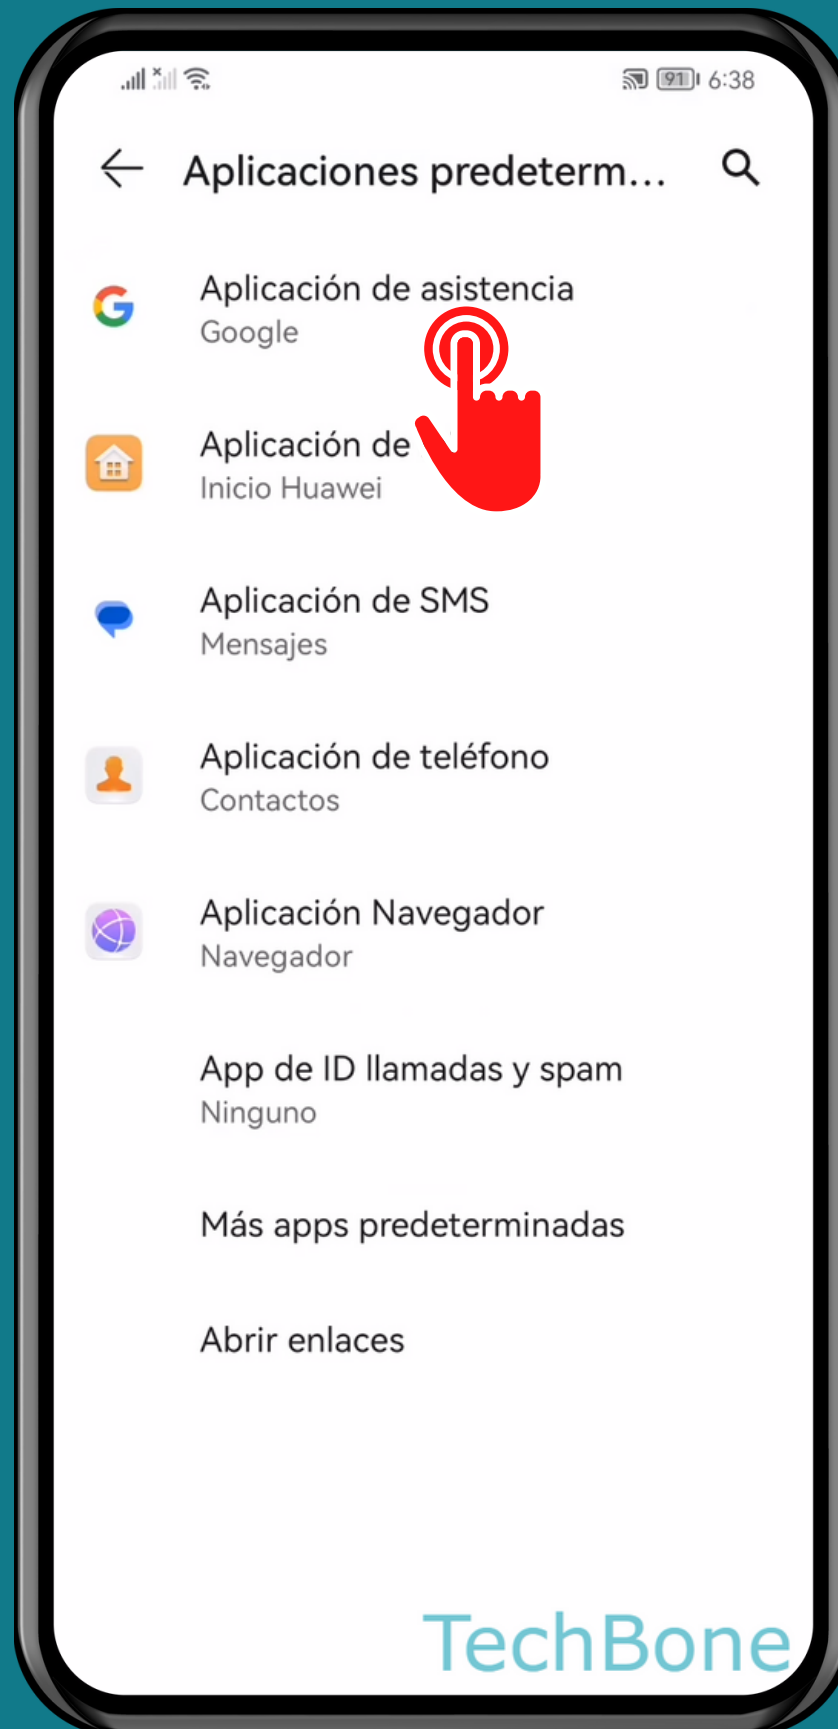 91 6:38
Aplicaciones predeterm...
Aplicación de asistencia
Google
Aplicación de
Inicio Huawei
Aplicación de SMS
Mensajes
Aplicación de teléfono
Contactos
Aplicación Navegador
Navegador
App de ID llamadas y spam
Ninguno
Más apps predeterminadas
Abrir enlaces
TechBone